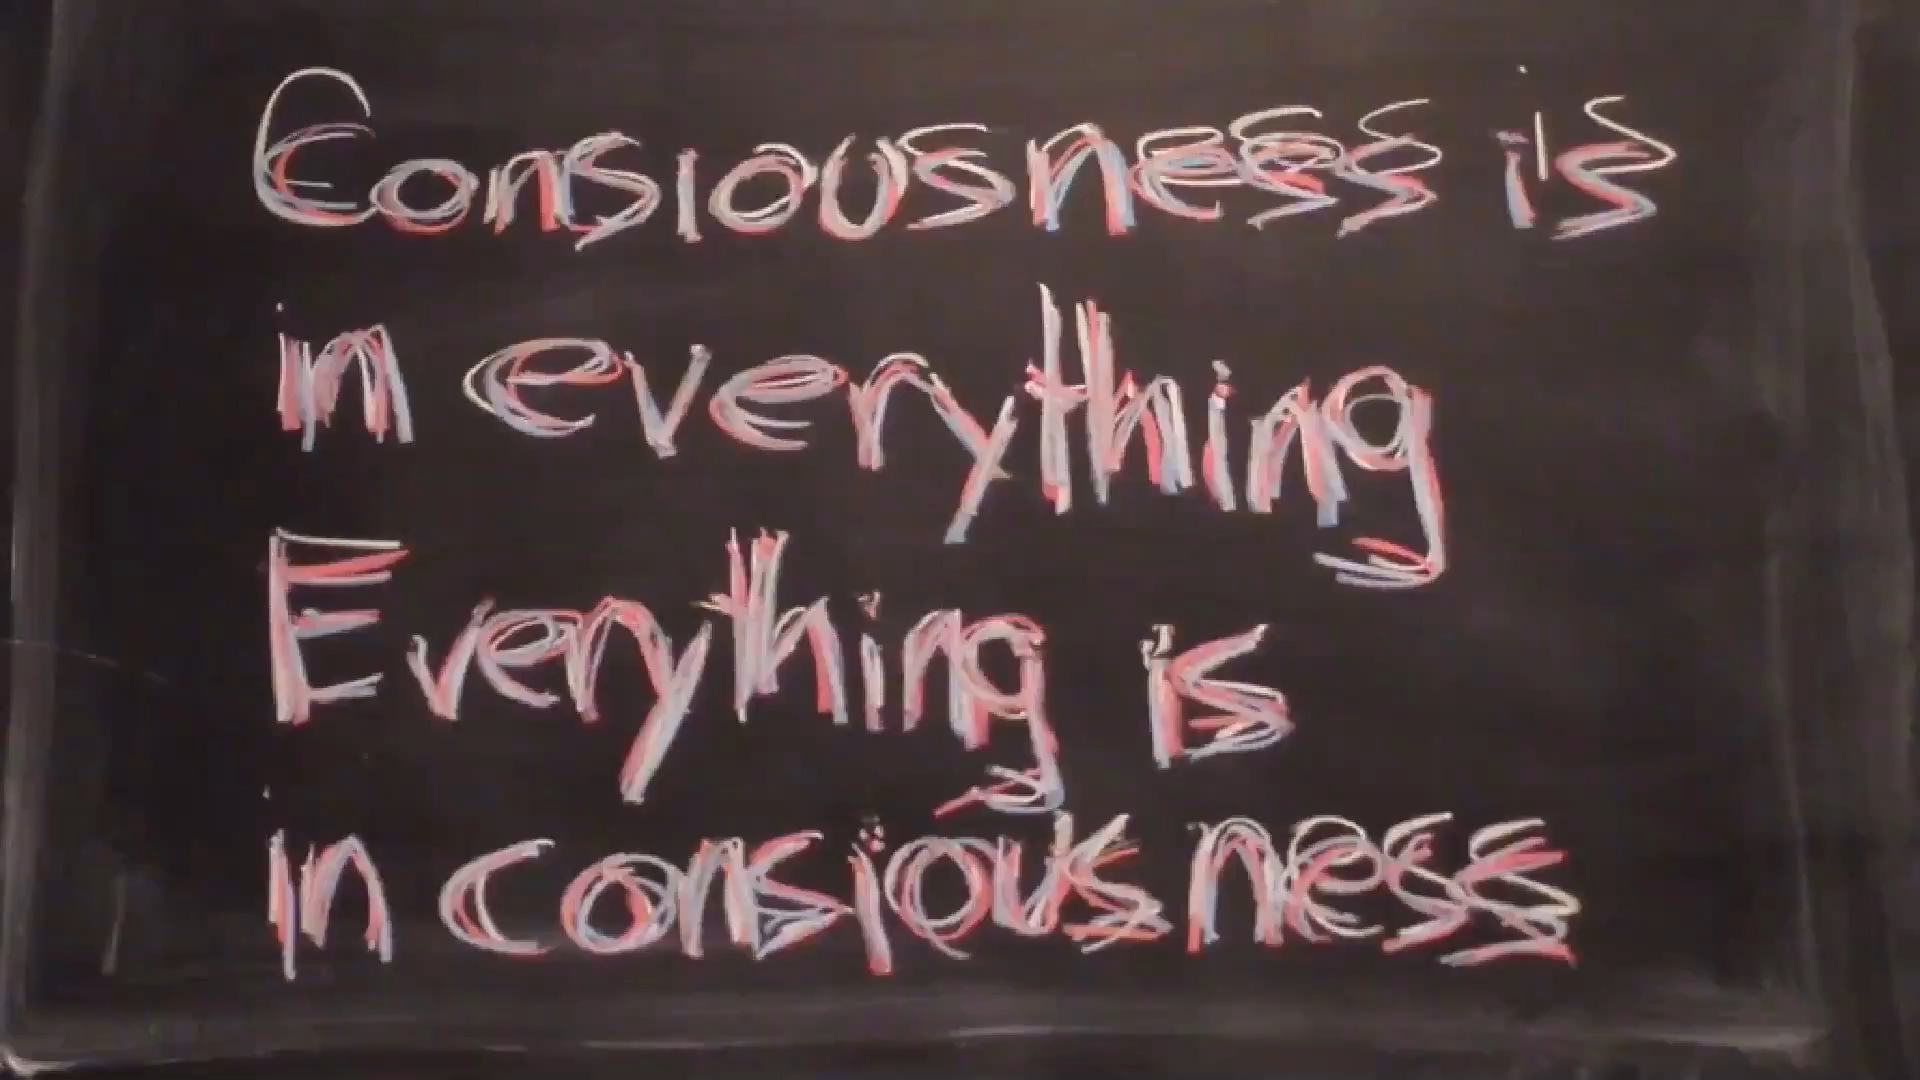 Consiousness is
in everything
Everything is
in consiousness